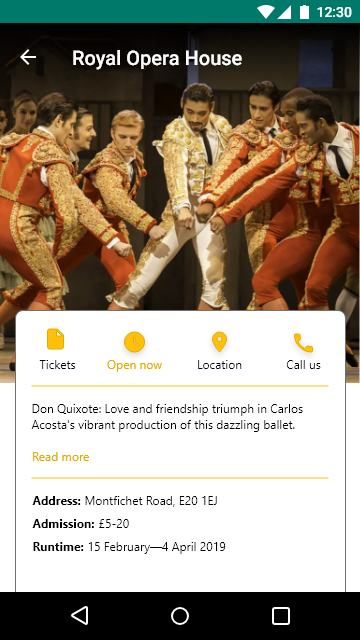 12:30
Royal Opera House
Tickets
Open now
Location
Call us
Don Quixote: Love and friendship triumph in Carlos
Acosta's vibrant production of this dazzling ballet.
Read more
Address: Montfichet Road, E20 1EJ
Admission: £5-20
Runtime: 15 February—4 April 2019